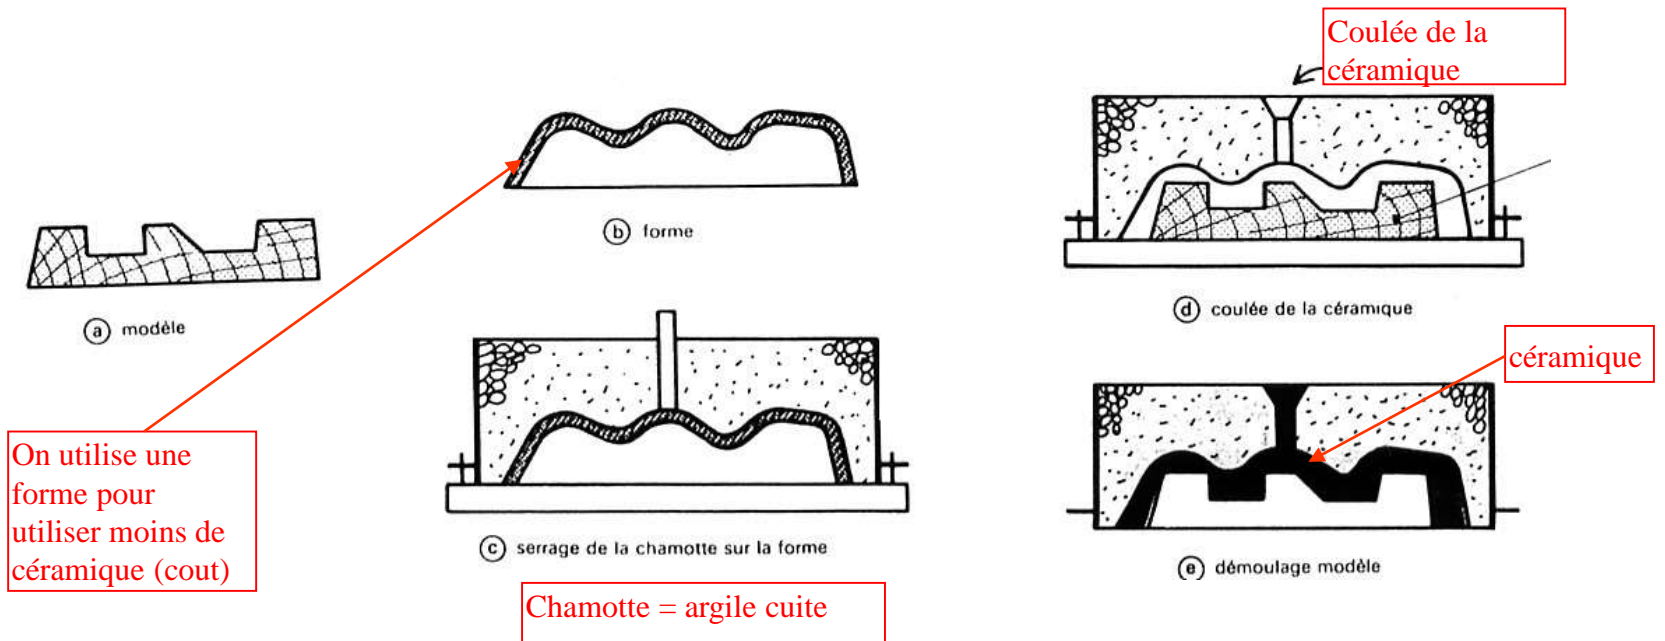 Coulée de la
céramique
b forme
a modèle
d coulée de la céramique
céramique
On utilise une
forme pour
utiliser moins de
céramique (cout)
c serrage de la chamotte sur la forme
e démoulage modèle
Chamotte = argile cuite